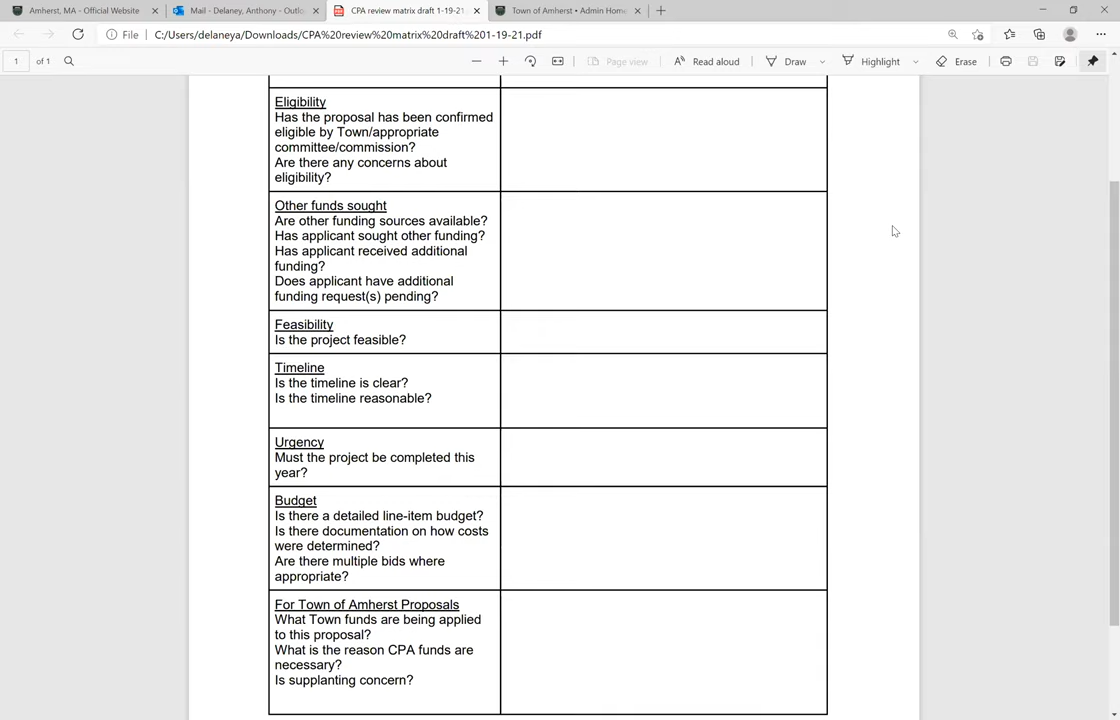 Amherst, MA - Official Website
Mail - Delaney, Anthony - Outlo
CPA review matrix draft 1-19-21.
Town of Amherst • Admin Home
File
C:/Users/delaneya/Downloads/CPA%20review%20matrix%20draft%201-19-21.pdf
1 of 1
Page view
Read aloud
Draw
Highlight
Erase
Eligibility
Has the proposal has been confirmed
eligible by Town/appropriate
committee/commission?
Are there any concerns about
eligibility?
Other funds sought
Are other funding sources available?
Has applicant sought other funding?
Has applicant received additional
funding?
Does applicant have additional
funding request(s) pending?
Feasibility
Is the project feasible?
Timeline
Is the timeline is clear?
Is the timeline reasonable?
Urgency
Must the project be completed this
year?
Budget
Is there a detailed line-item budget?
Is there documentation on how costs
were determined?
Are there multiple bids where
appropriate?
For Town of Amherst Proposals
What Town funds are being applied
to this proposal?
What is the reason CPA funds are
necessary?
Is supplanting concern?